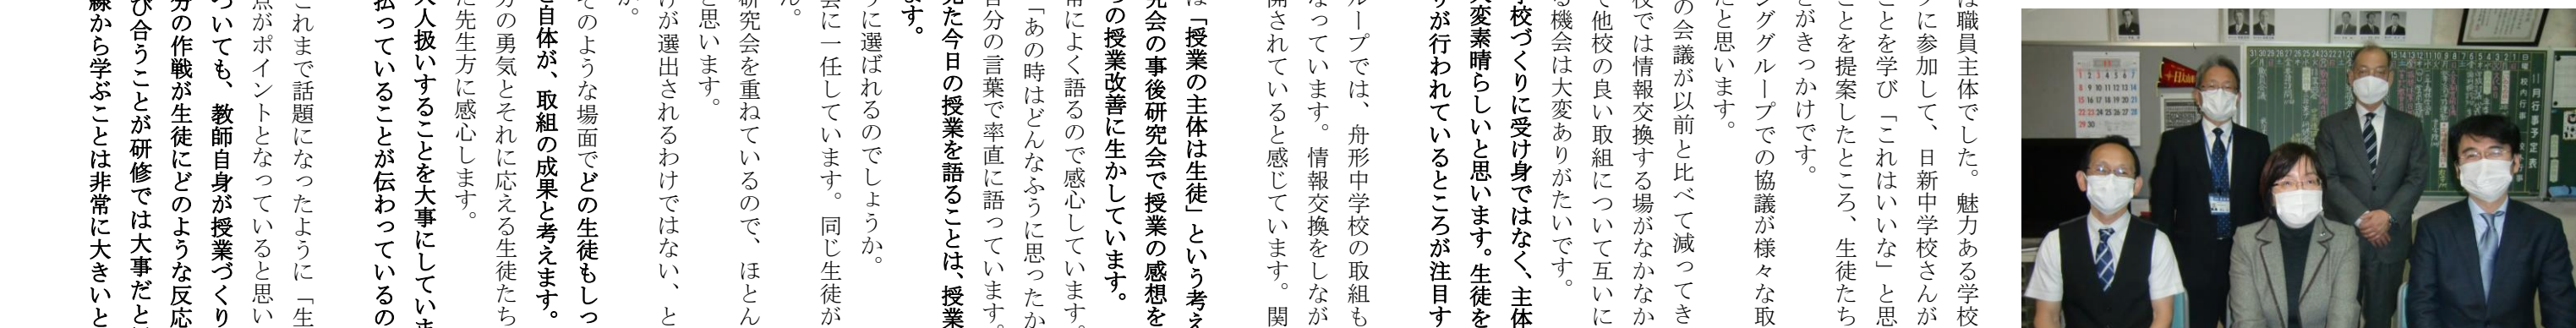 は職員主体でした。魅力ある学校
に参加して、日新中学校さんが
ことを学び「これはいいな」と思
ことを提案したところ、生徒たち
がきっかけです。
ンググループでの協議が様々な取
たと思います。
の会議が以前と比べて減ってき
校では情報交換する場がなかなか
で他校の良い取組について互いに
る機会は大変ありがたいです。
学校づくりに受け身ではなく、主体
大変素晴らしいと思います。生徒を
りが行われているところが注目す
ループでは、舟形中学校の取組も
なっています。情報交換をしなが
開されていると感じています。関
は「授業の主体は生徒」という考え
究会の事後研究会で授業の感想を
の授業改善に生かしています。
常によく語るので感心しています。
「あの時はどんなふうに思ったか
自分の言葉で率直に語っています。
見た今日の授業を語ることは、授業
ます。
うに選ばれるのでしょうか。
会に一任しています。同じ生徒が
ん。
研究会を重ねているので、ほとん
と思います。
けが選出されるわけではない、と
か。
そのような場面でどの生徒もしっ
と自体が、取組の成果と考えます。
分の勇気とそれに応える生徒たち
た先生方に感心します。
大人扱いすることを大事にしていま
払っていることが伝わっているの
これまで話題になったように「生
点がポイントとなっていると思い
ついても、教師自身が授業づくり
分の作戦が生徒にどのような反応
び合うことが研修では大事だと
線から学ぶことは非常に大きいと
11月行事予定表